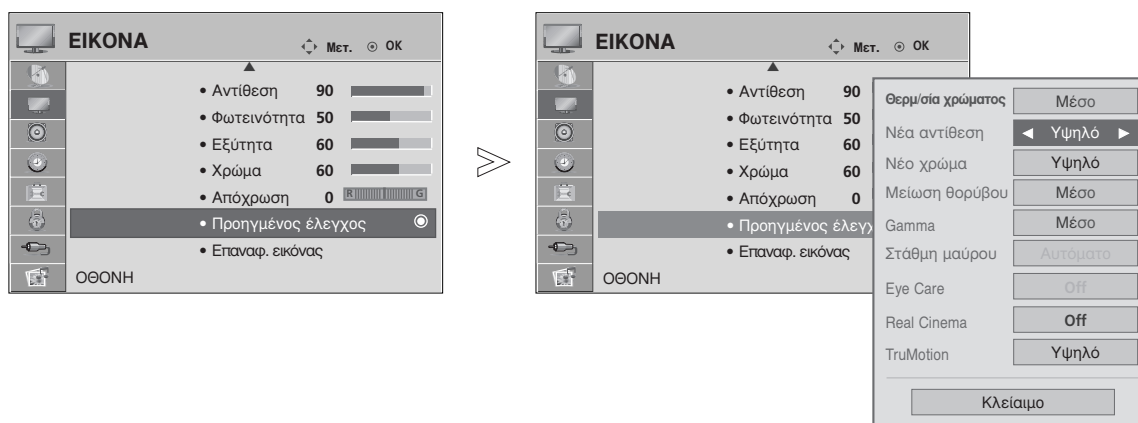 ΕΙΚΟΝΑ
Μετ. OK
• Αντίθεση 90
• Φωτεινότητα 50
• Εξύτητα 60
• Χρώμα 60
• Απόχρωση 0 R G
• Προηγμένος έλεγχος
• Επαναφ. εικόνας
ΟΘΟΝΗ
ΕΙΚΟΝΑ
Μετ. OK
• Αντίθεση 90
• Φωτεινότητα 50
• Εξύτητα 60
• Χρώμα 60
• Απόχρωση 0
• Προηγμένος έλεγχ
• Επαναφ. εικόνας
ΟΘΟΝΗ
Θερμ/σία χρώματος Μέσο
Νέα αντίθεση ◄ Υψηλό ►
Νέο χρώμα Υψηλό
Μείωση θορύβου Μέσο
Gamma Μέσο
Στάθμη μαύρου Αυτόματο
Eye Care Off
Real Cinema Off
TruMotion Υψηλό
Κλείαιμο